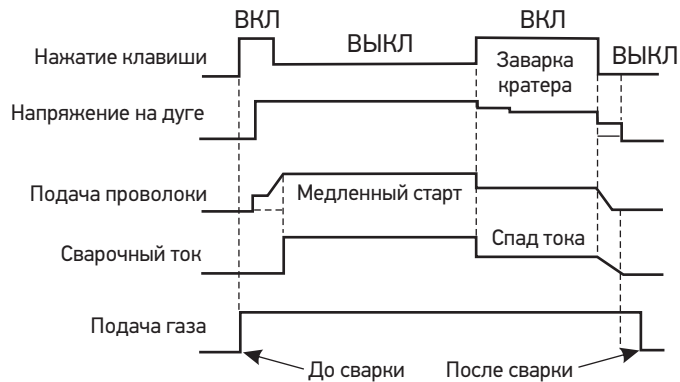 ВКЛ
ВЫКЛ
ВКЛ
ВЫКЛ
Нажатие клавиши
Заварка
кратера
Напряжение на дуге
Подача проволоки
Медленный старт
Сварочный ток
Спад тока
Подача газа
До сварки
После сварки